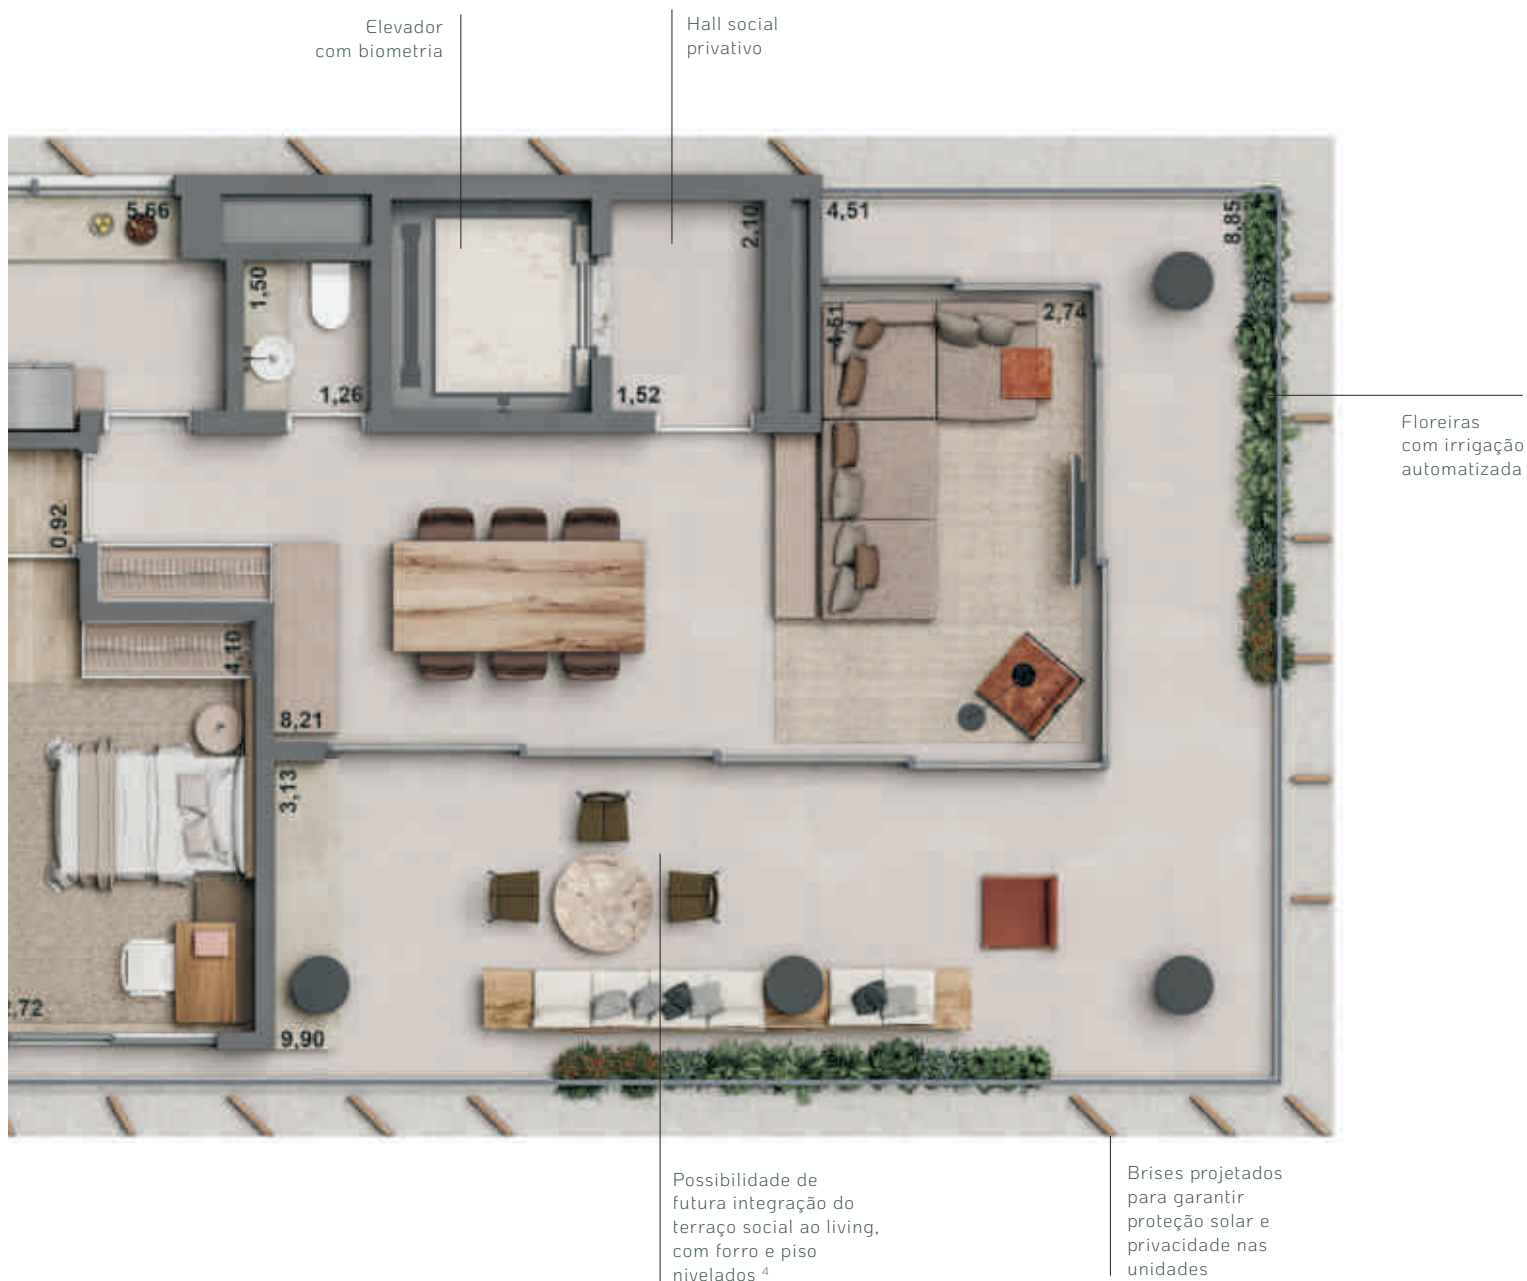 Elevador
com biometria
Hall social
privativo
5,66
4,51
8,85
2,10
1,50
4,51
2,74
1,26
1,52
Floreiras
com irrigação
automatizada
0,92
4,10
8,21
3,13
2,72
9,90
Possibilidade de
futura integração do
terraço social ao living,
com forro e piso
nivelados ⁴
Brises projetados
para garantir
proteção solar e
privacidade nas
unidades